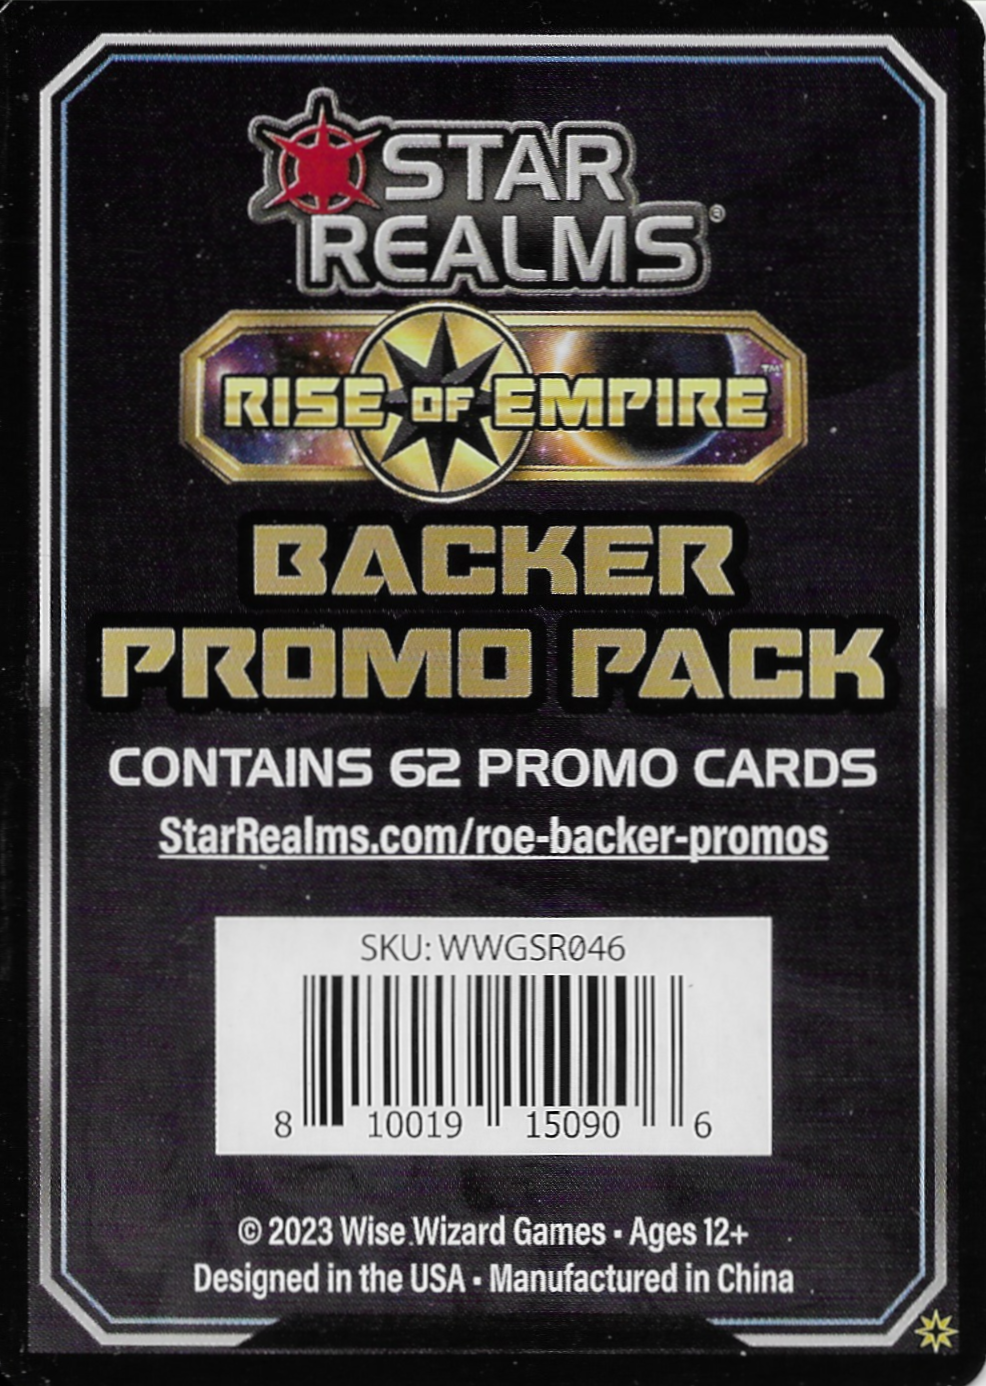 STAR
REALMS®
RISE OF EMPIRE™
BACKER
PROMO PACK
CONTAINS 62 PROMO CARDS
StarRealms.com/roe-backer-promos
SKU: WWGSR046
8 10019 15090 6
© 2023 Wise Wizard Games · Ages 12+
Designed in the USA · Manufactured in China